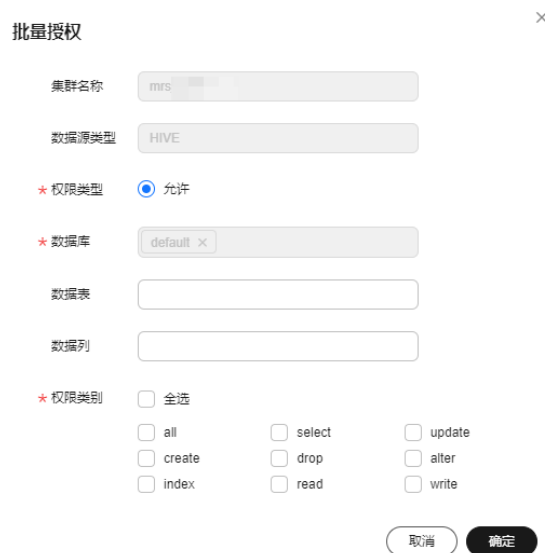 批量授权
集群名称 mrs
数据源类型 HIVE
* 权限类型 允许
* 数据库 default ×
数据表
数据列
* 权限类别 全选
all select update
create drop alter
index read write
取消 确定